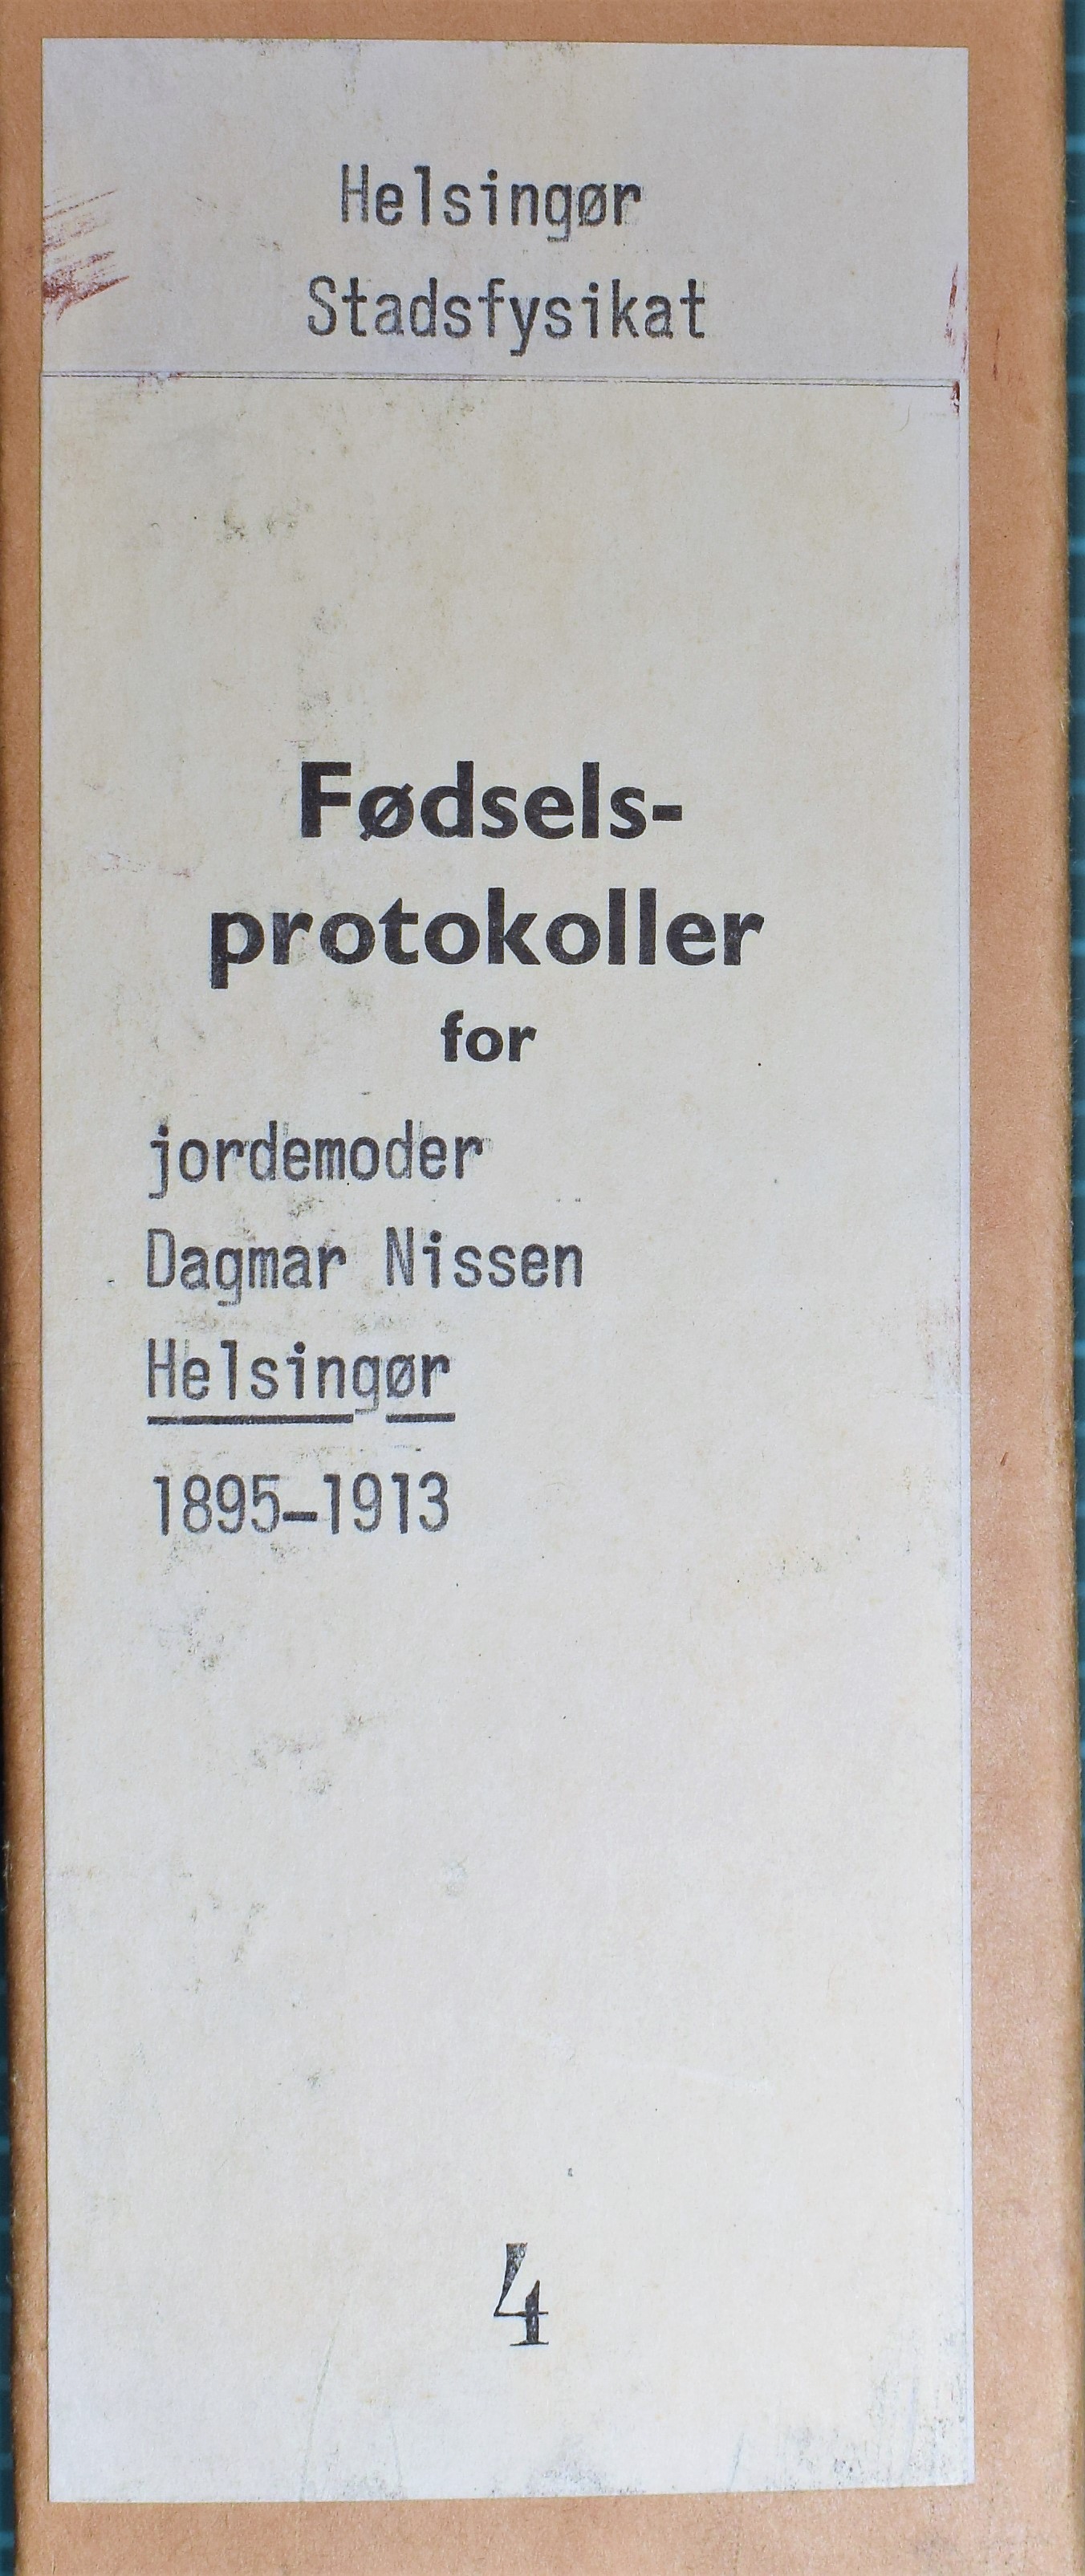 Helsingør
Stadsfysikat
Fødsels-
protokoller
for
jordemoder
Dagmar Nissen
Helsingør
1895-1913
4